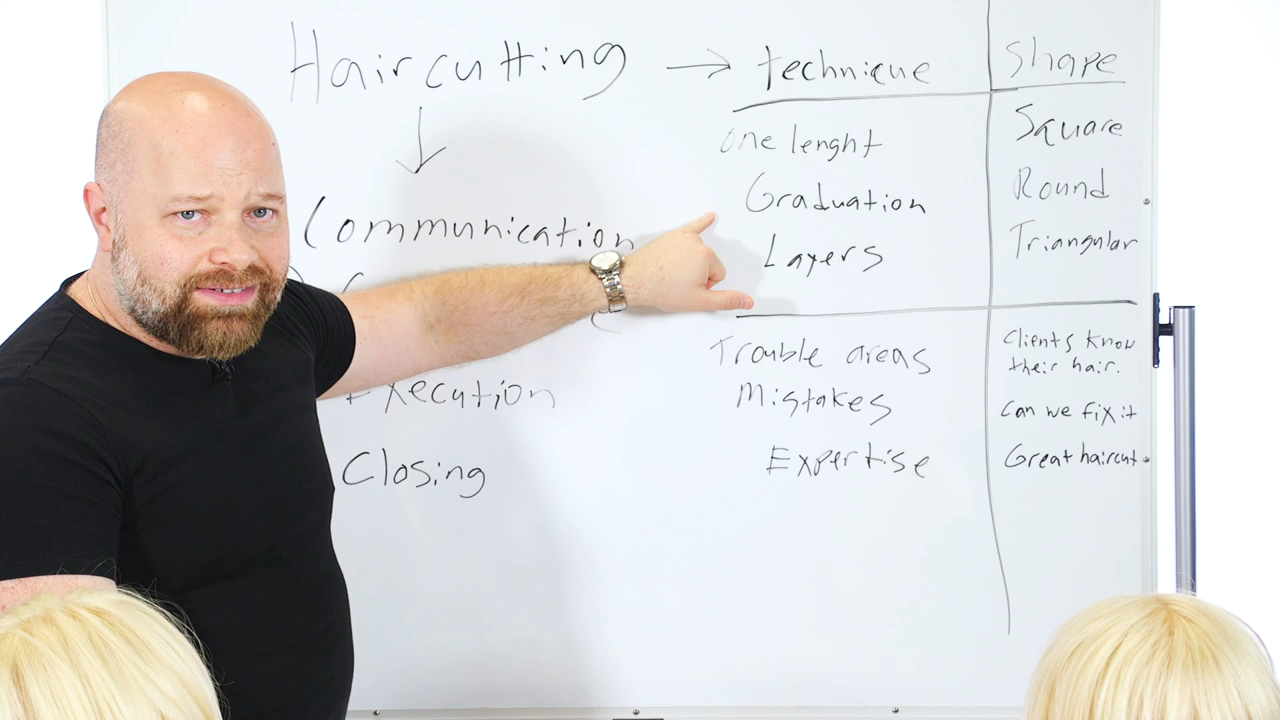 Haircutting → technique
shape
one lenght
Square
Graduation
Round
Layers
Triangular
Communication
Trouble areas
Clients know
their hair.
Mistakes
Can we fix it
Expertise
Great haircut
Execution
Closing